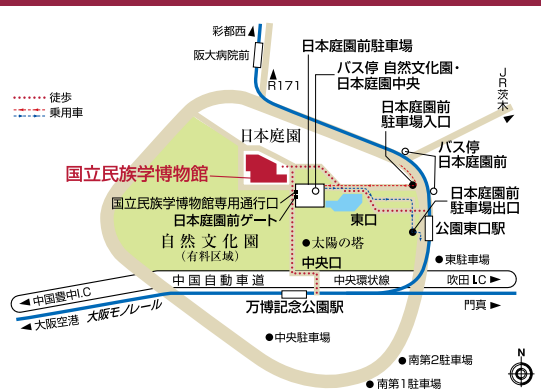 彩都西
阪大病院前
R171
日本庭園前駐車場
バス停 自然文化園・
日本庭園中央
JR茨木
徒歩
乗用車
日本庭園前
駐車場入口
日本庭園
バス停
日本庭園前
国立民族学博物館
国立民族学博物館専用通行口
日本庭園前ゲート
日本庭園前
駐車場出口
東口
公園東口駅
自然文化園
(有料区域)
太陽の塔
中央口
東駐車場
中国自動車道
中央環状線
吹田I.C
中国豊中I.C
大阪空港
大阪モノレール
万博記念公園駅
門真
中央駐車場
南第2駐車場
南第1駐車場
N